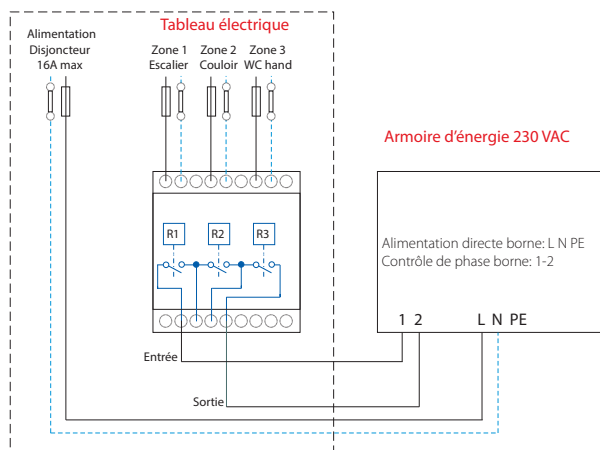 Tableau électrique
Alimentation
Disjoncteur
16A max
Zone 1
Escalier
Zone 2
Couloir
Zone 3
WC hand
Armoire d'énergie 230 VAC
R1
R2
R3
Alimentation directe borne: L N PE
Contrôle de phase borne: 1-2
1 2
L N PE
Entrée
Sortie